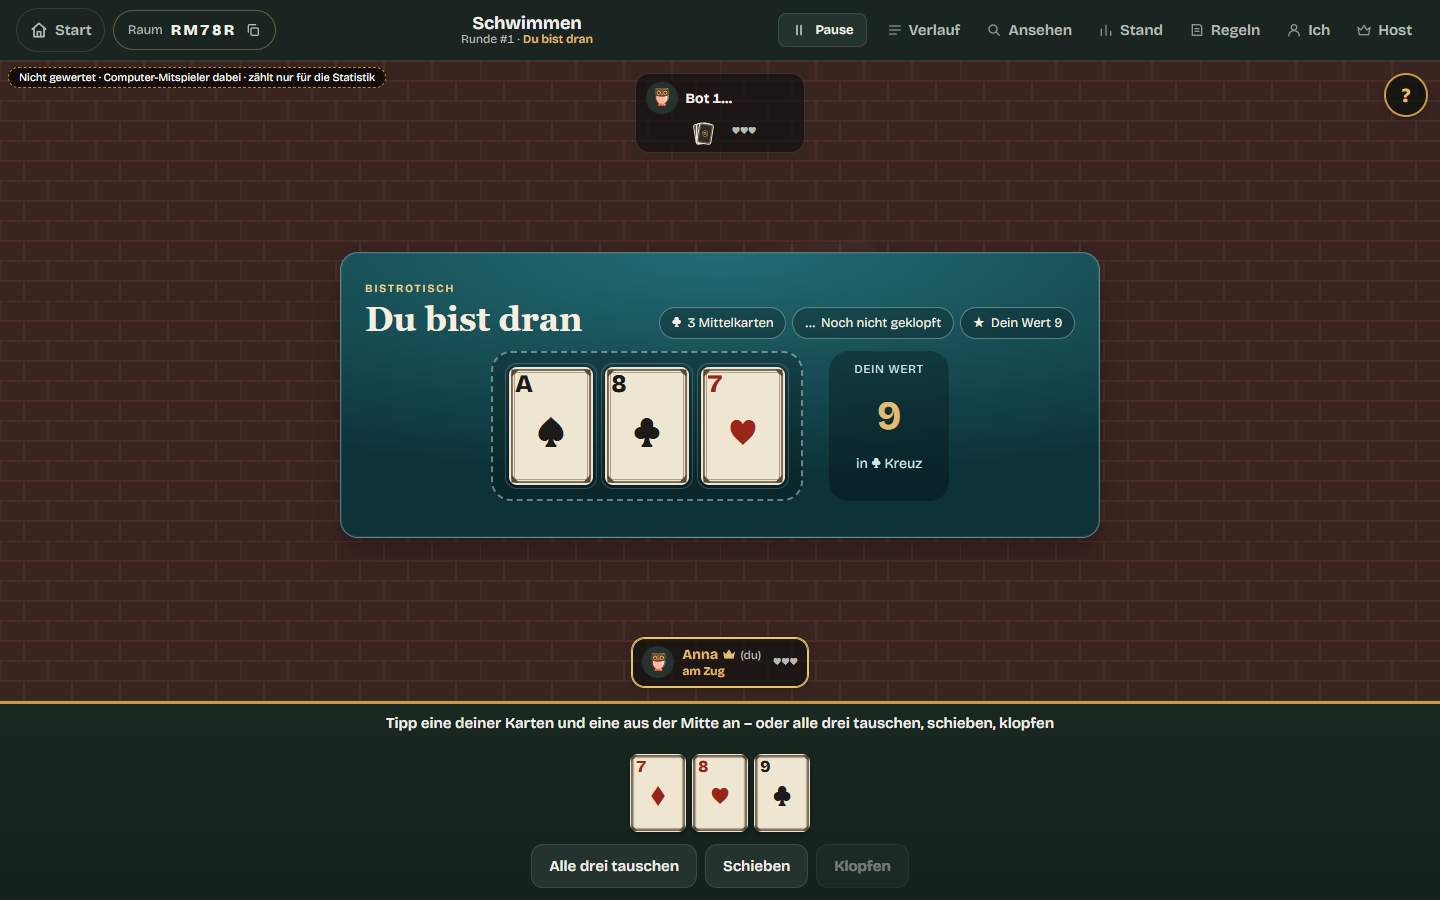 Start
Raum RM78R
Schwimmen
Runde #1 · Du bist dran
Pause
Verlauf
Ansehen
Stand
Regeln
Ich
Host
Nicht gewertet · Computer-Mitspieler dabei · zählt nur für die Statistik
Bot 1...
?
BISTROTISCH
Du bist dran
3 Mittelkarten
... Noch nicht geklopft
Dein Wert 9
A
8
7
DEIN WERT
9
in ♣ Kreuz
Anna (du)
am Zug
Tipp eine deiner Karten und eine aus der Mitte an – oder alle drei tauschen, schieben, klopfen
7
8
9
Alle drei tauschen
Schieben
Klopfen